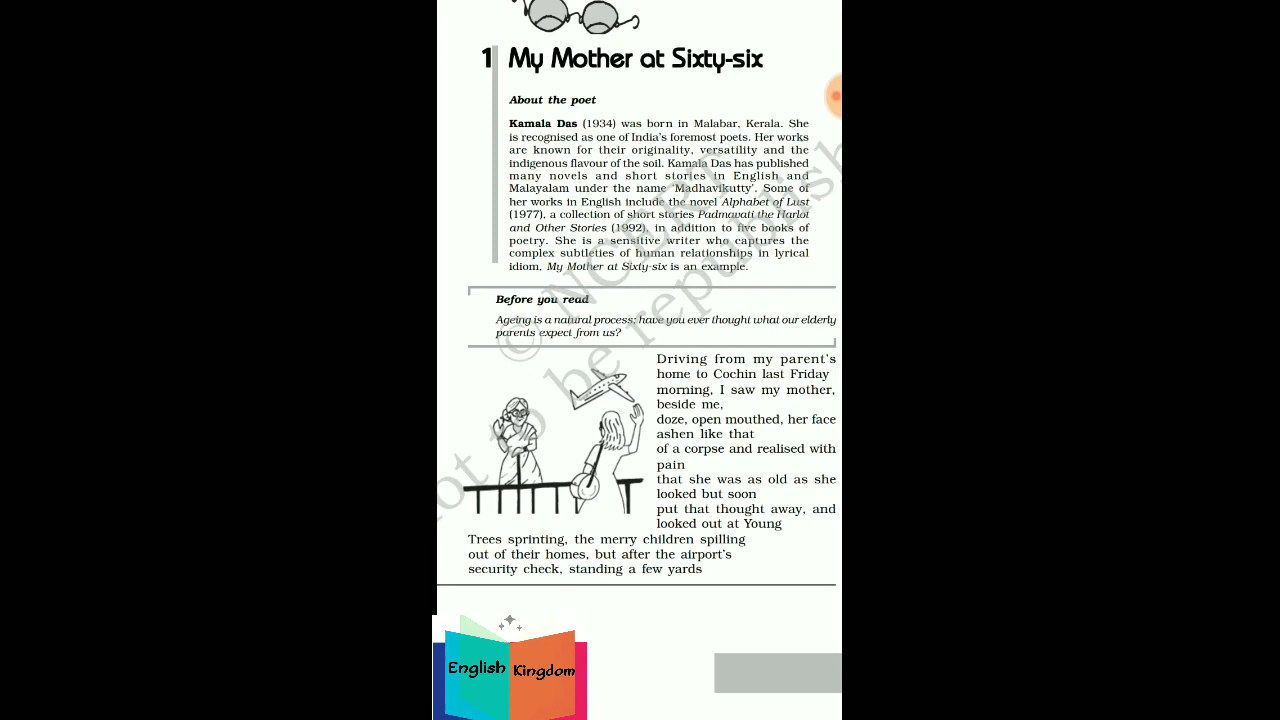 1 My Mother at Sixty-six
About the poet
Kamala Das (1934) was born in Malabar, Kerala. She
is recognised as one of India's foremost poets. Her works
are known for their originality, versatility and the
indigenous flavour of the soil. Kamala Das has published
many novels and short stories in English and
Malayalam under the name 'Madhavikutty'. Some of
her works in English include the novel Alphabet of Lust
(1977), a collection of short stories Padmavati the Harlot
and Other Stories (1992), in addition to five books of
poetry. She is a sensitive writer who captures the
complex subtleties of human relationships in lyrical
idiom, My Mother at Sixty-six is an example.
Before you read
Ageing is a natural process; have you ever thought what our elderly
parents expect from us?
Driving from my parent's
home to Cochin last Friday
morning, I saw my mother,
beside me,
doze, open mouthed, her face
ashen like that
of a corpse and realised with
pain
that she was as old as she
looked but soon
put that thought away, and
looked out at Young
Trees sprinting, the merry children spilling
out of their homes, but after the airport's
security check, standing a few yards
© NCERT
not to be republish
English Kingdom